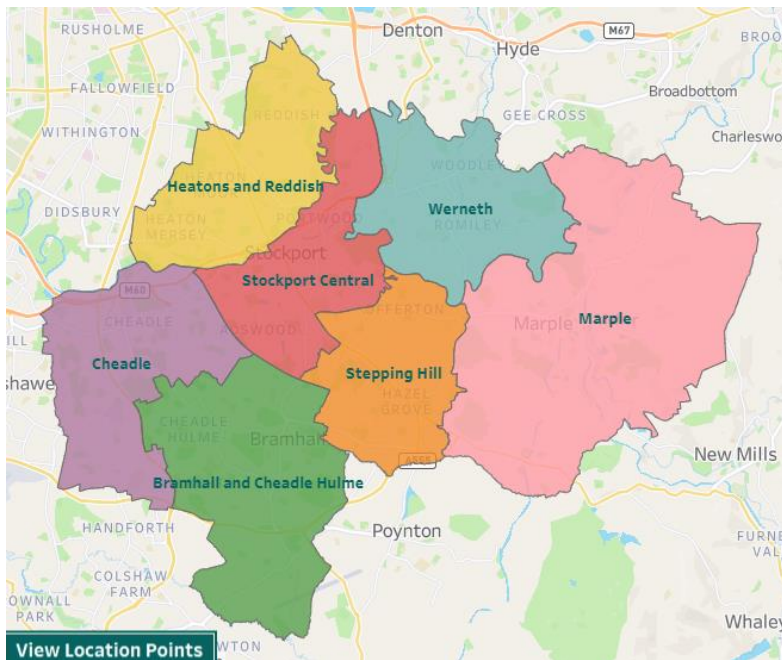 RUSHOLME
Denton
M67
Hyde
BROO
FALLOWFIELD
Broadbottom
REDDISH
GEE CROSS
WITHINGTON
Charleswo
WOODLEY
HEATON
Heatons and Reddish
MOOR
DIDSBURY
HEATON
MERSEY
PORTWOOD
Werneth
ROMILEY
Stockport
Stockport Central
M60
CHEADLE
OFFERTON
Marple
Marple
Cheadle
shawe
Stepping Hill
HAZEL
GROVE
CHEADLE
HULME
Bramhall
A555
New Mills
Bramhall and Cheadle Hulme
HANDFORTH
Poynton
FURNE
VAL
COLSHAW
FARM
OWNALL
PARK
Whaley
View Location Points
WTON